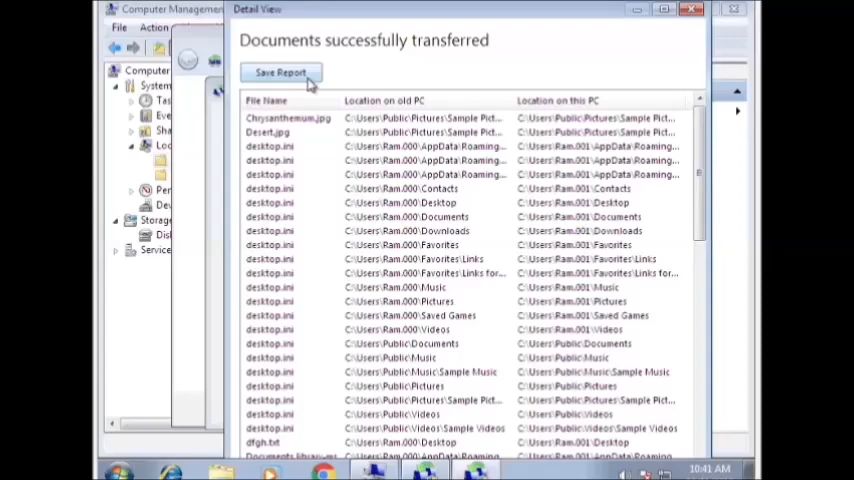 Computer Management
Detail View
File Action
Documents successfully transferred
Save Report
File Name Location on old PC Location on this PC
Chrysanthemum.jpg C:\Users\Public\Pictures\Sample Pict... C:\Users\Public\Pictures\Sample Pict...
Desert.jpg C:\Users\Public\Pictures\Sample Pict... C:\Users\Public\Pictures\Sample Pict...
desktop.ini C:\Users\Ram.000\AppData\Roaming... C:\Users\Ram.001\AppData\Roaming...
desktop.ini C:\Users\Ram.000\AppData\Roaming... C:\Users\Ram.001\AppData\Roaming...
desktop.ini C:\Users\Ram.000\AppData\Roaming... C:\Users\Ram.001\AppData\Roaming...
desktop.ini C:\Users\Ram.000\Contacts C:\Users\Ram.001\Contacts
desktop.ini C:\Users\Ram.000\Desktop C:\Users\Ram.001\Desktop
desktop.ini C:\Users\Ram.000\Documents C:\Users\Ram.001\Documents
desktop.ini C:\Users\Ram.000\Downloads C:\Users\Ram.001\Downloads
desktop.ini C:\Users\Ram.000\Favorites C:\Users\Ram.001\Favorites
desktop.ini C:\Users\Ram.000\Favorites\Links C:\Users\Ram.001\Favorites\Links
desktop.ini C:\Users\Ram.000\Favorites\Links for... C:\Users\Ram.001\Favorites\Links for...
desktop.ini C:\Users\Ram.000\Music C:\Users\Ram.001\Music
desktop.ini C:\Users\Ram.000\Pictures C:\Users\Ram.001\Pictures
desktop.ini C:\Users\Ram.000\Saved Games C:\Users\Ram.001\Saved Games
desktop.ini C:\Users\Ram.000\Videos C:\Users\Ram.001\Videos
desktop.ini C:\Users\Public\Documents C:\Users\Public\Documents
desktop.ini C:\Users\Public\Music C:\Users\Public\Music
desktop.ini C:\Users\Public\Music\Sample Music C:\Users\Public\Music\Sample Music
desktop.ini C:\Users\Public\Pictures C:\Users\Public\Pictures
desktop.ini C:\Users\Public\Pictures\Sample Pict... C:\Users\Public\Pictures\Sample Pict...
desktop.ini C:\Users\Public\Videos C:\Users\Public\Videos
desktop.ini C:\Users\Public\Videos\Sample Videos C:\Users\Public\Videos\Sample Videos
dfgh.txt C:\Users\Ram.000\Desktop C:\Users\Ram.001\Desktop
Computer
System
Tas
Eve
Sha
Loc
Per
Dev
Storage
Disk
Service
10:41 AM